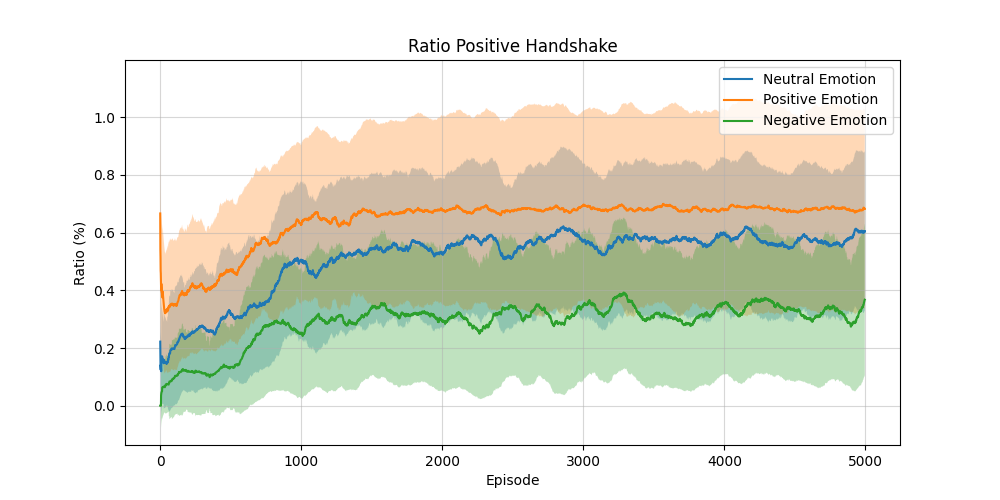 Ratio Positive Handshake
Neutral Emotion
Positive Emotion
Negative Emotion
Ratio (%)
1.0
0.8
0.6
0.4
0.2
0.0
0 1000 2000 3000 4000 5000
Episode